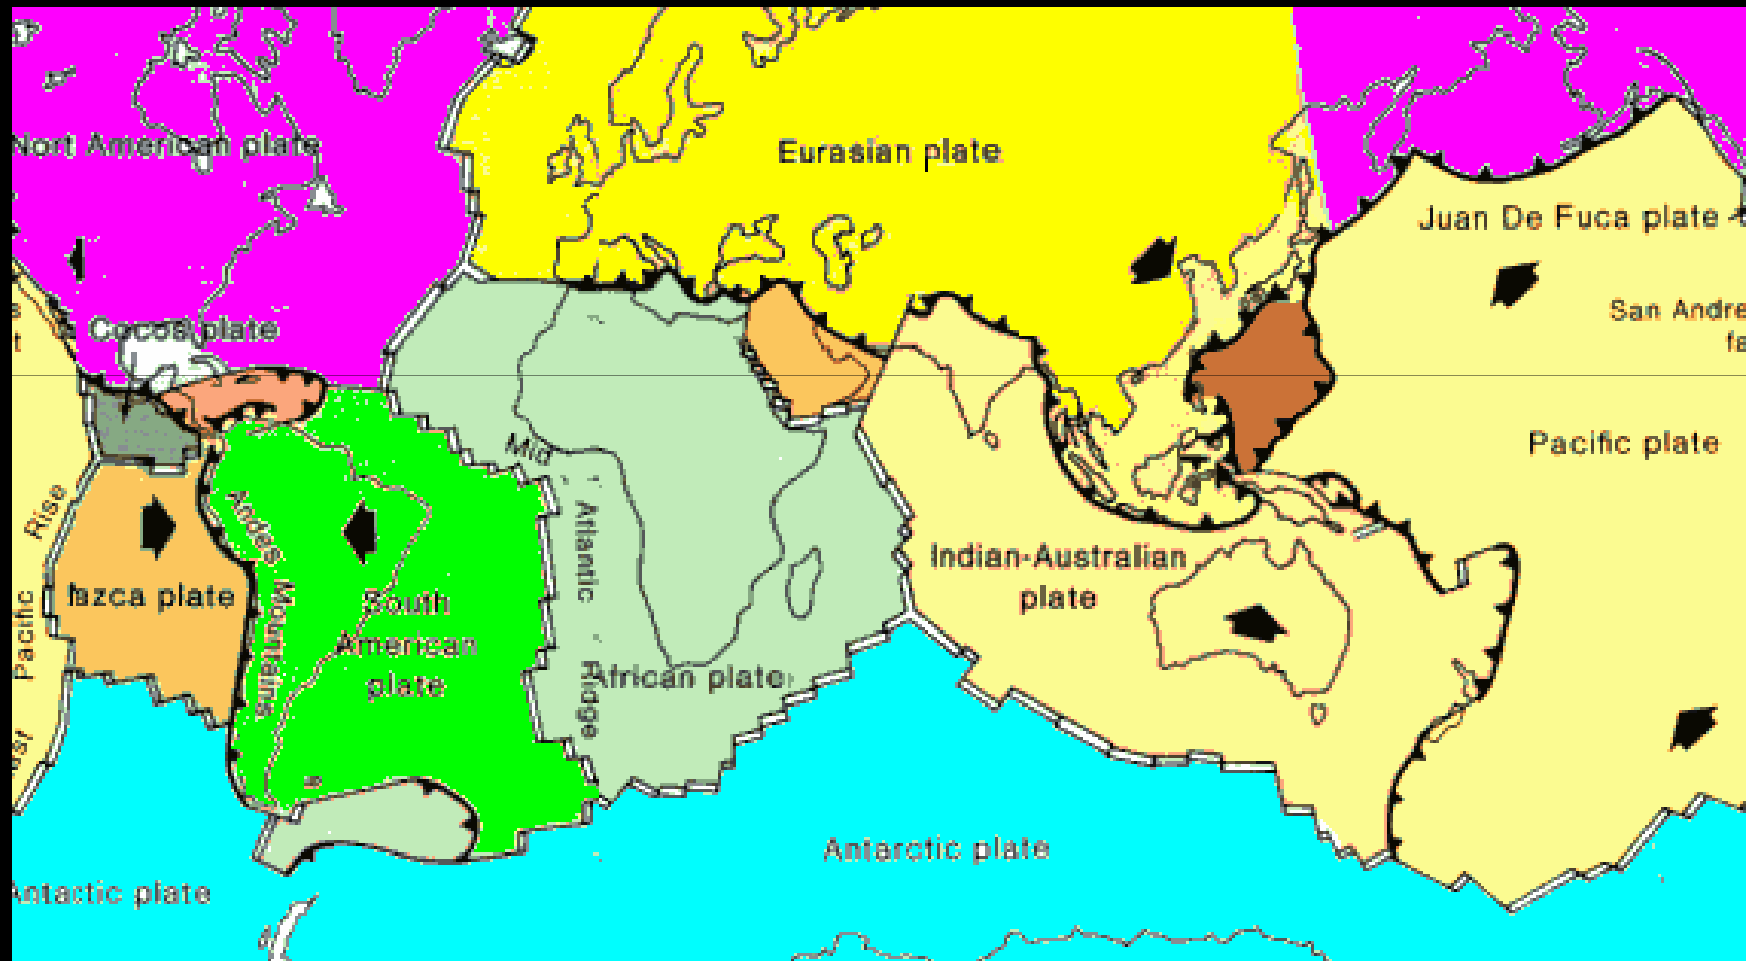 Nort American plate
Eurasian plate
Juan De Fuca plate
San Andre
fa
Cocos plate
Pacific plate
Mid
Atlantic
Ridge
Rise
Pacific
Andes
Mountains
Indian-Australian
plate
Iazca plate
South
American
plate
African plate
Antarctic plate
Antactic plate